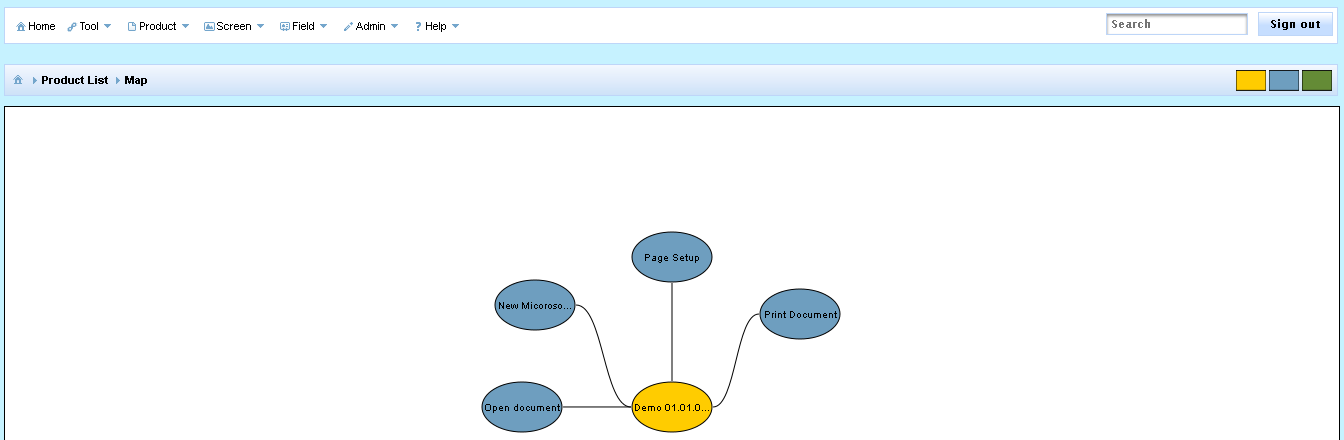 Home Tool Product Screen Field Admin Help Search Sign out
Product List Map
Page Setup
New Micoroso...
Print Document
Open document
Demo 01.01.0...